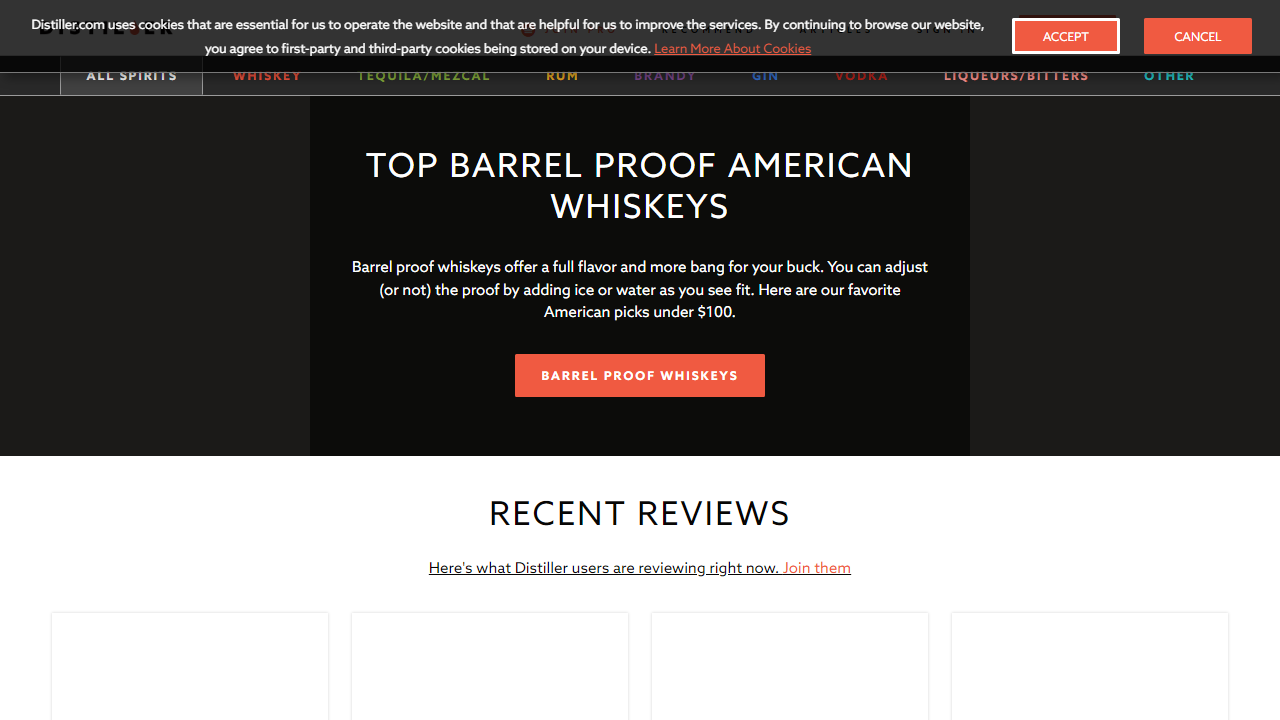 Distiller.com uses cookies that are essential for us to operate the website and that are helpful for us to improve the services. By continuing to browse our website,
you agree to first-party and third-party cookies being stored on your device. Learn More About Cookies
ACCEPT
CANCEL
ALL SPIRITS
WHISKEY
TEQUILA/MEZCAL
RUM
BRANDY
GIN
VODKA
LIQUEURS/BITTERS
OTHER
TOP BARREL PROOF AMERICAN
WHISKEYS
Barrel proof whiskeys offer a full flavor and more bang for your buck. You can adjust
(or not) the proof by adding ice or water as you see fit. Here are our favorite
American picks under $100.
BARREL PROOF WHISKEYS
RECENT REVIEWS
Here's what Distiller users are reviewing right now. Join them